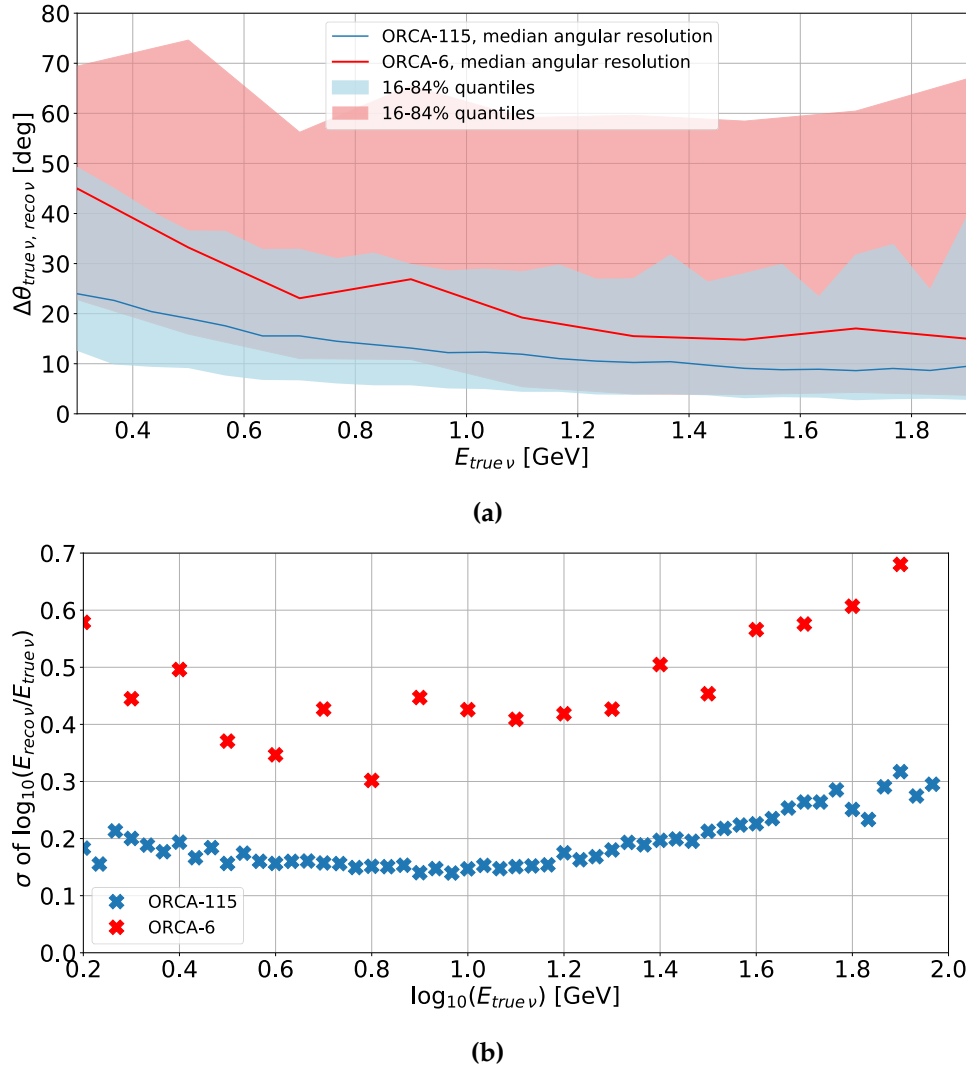 80
70
60
50
40
30
20
10
0
Δθ_{true ν, reco ν} [deg]
ORCA-115, median angular resolution
ORCA-6, median angular resolution
16-84% quantiles
16-84% quantiles
0.4 0.6 0.8 1.0 1.2 1.4 1.6 1.8
E_{true ν} [GeV]
(a)
0.7
0.6
0.5
0.4
0.3
0.2
0.1
0.0
σ of log₁₀(E_{reco ν}/E_{true ν})
ORCA-115
ORCA-6
0.2 0.4 0.6 0.8 1.0 1.2 1.4 1.6 1.8 2.0
log₁₀(E_{true ν}) [GeV]
(b)